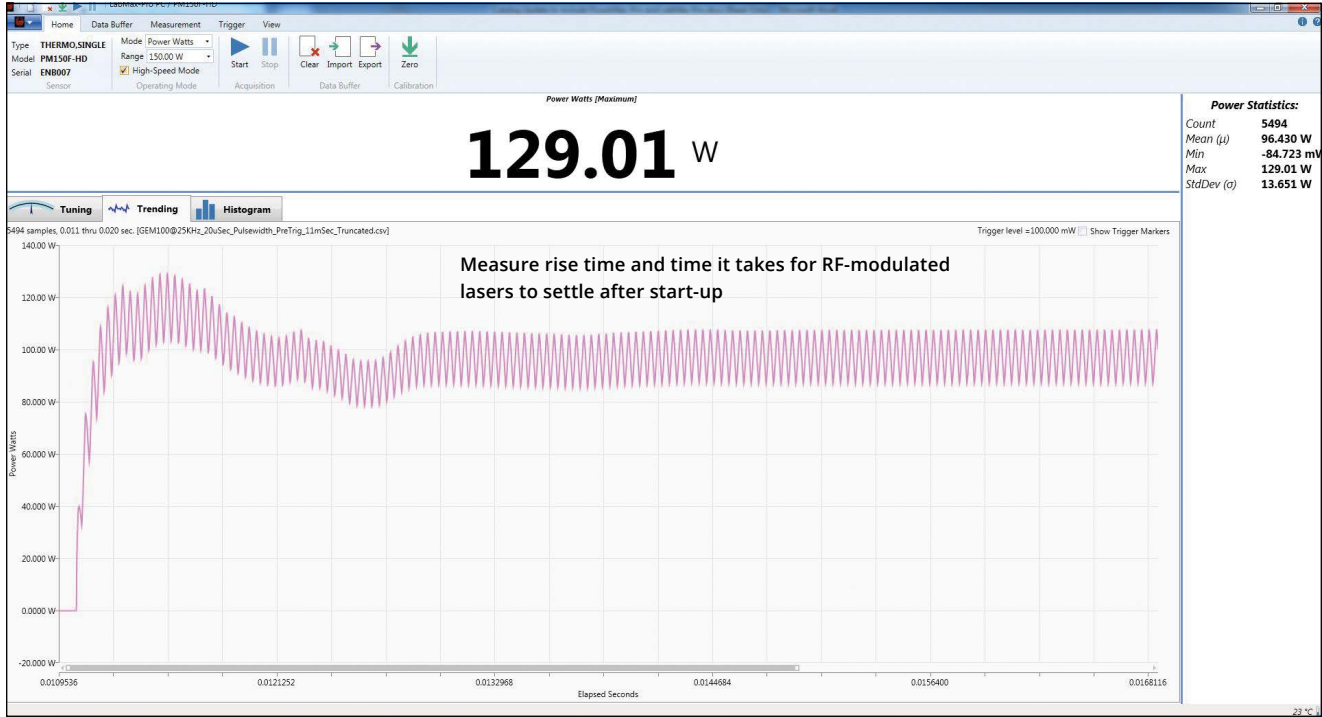 LabMax-Pro PC / PM150F-HD
Home Data Buffer Measurement Trigger View
Type THERMO,SINGLE
Model PM150F-HD
Serial ENB007
Sensor
Mode Power Watts
Range 150.00 W
High-Speed Mode
Operating Mode
Start Stop
Acquisition
Clear Import Export
Data Buffer
Zero
Calibration
Power Watts [Maximum]
129.01 W
Power Statistics:
Count 5494
Mean (µ) 96.430 W
Min -84.723 mW
Max 129.01 W
StdDev (σ) 13.651 W
Tuning Trending Histogram
5494 samples, 0.011 thru 0.020 sec. [GEM100@25KHz_20uSec_Pulsewidth_PreTrig_11mSec_Truncated.csv]
Trigger level =100.000 mW Show Trigger Markers
Measure rise time and time it takes for RF-modulated
lasers to settle after start-up
140.00 W
120.00 W
100.00 W
80.000 W
60.000 W
40.000 W
20.000 W
0.0000 W
-20.000 W
Power Watts
0.0109536 0.0121252 0.0132968 0.0144684 0.0156400 0.0168116
Elapsed Seconds
23 °C